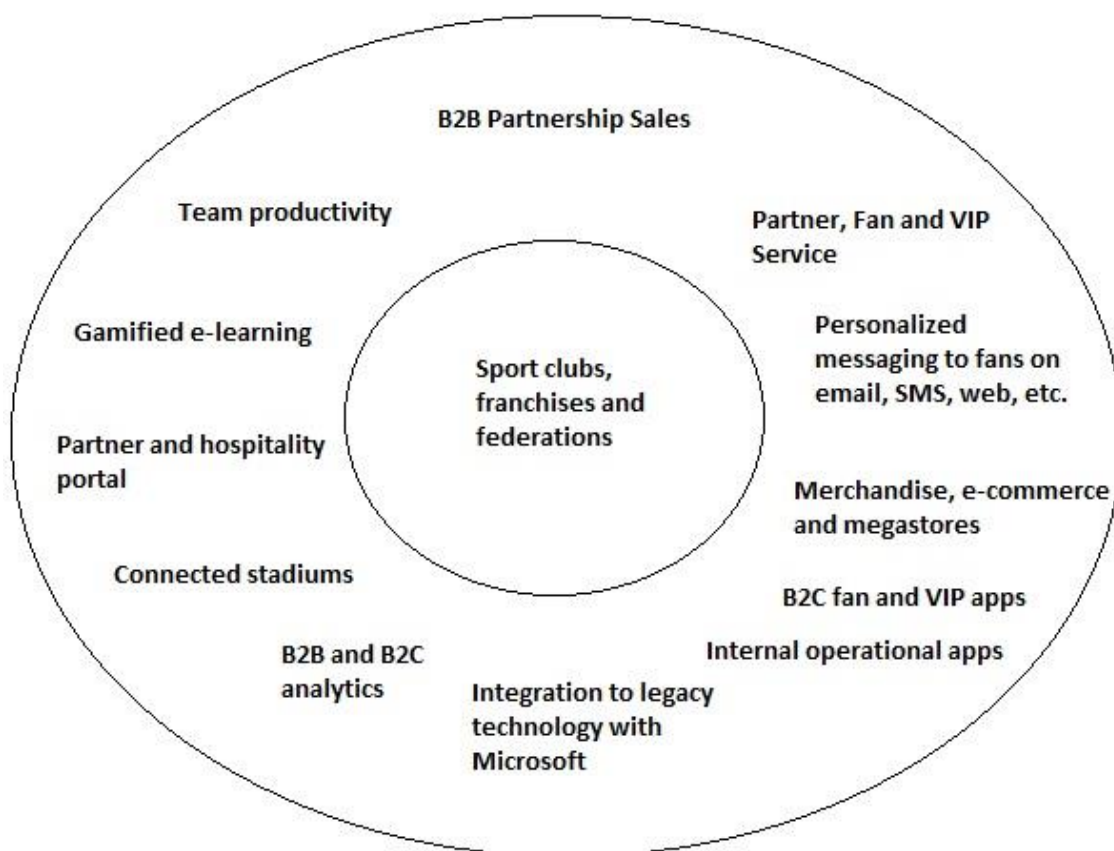 B2B Partnership Sales
Team productivity
Partner, Fan and VIP
Service
Gamified e-learning
Personalized
messaging to fans on
email, SMS, web, etc.
Sport clubs,
franchises and
federations
Partner and hospitality
portal
Merchandise, e-commerce
and megastores
Connected stadiums
B2C fan and VIP apps
Internal operational apps
B2B and B2C
analytics
Integration to legacy
technology with
Microsoft